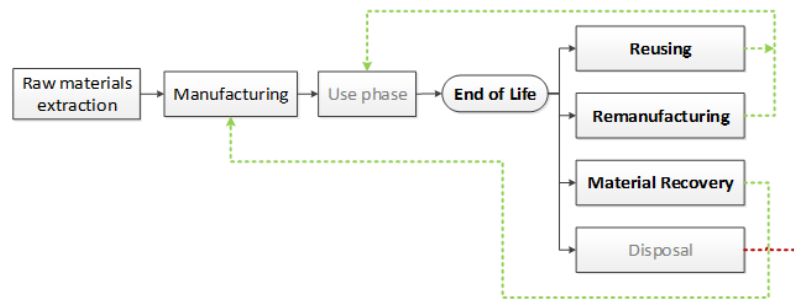 Raw materials
extraction
Manufacturing
Use phase
End of Life
Reusing
Remanufacturing
Material Recovery
Disposal